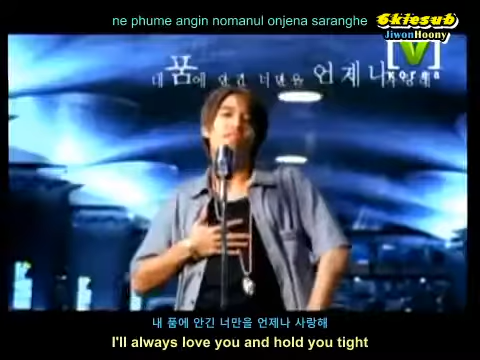 ne phume angin nomanul onjena saranghe
6kiesub
JiwonHoony
V
korea
내 품에 안긴 너만을 언제나 사랑해
내 품에 안긴 너만을 언제나 사랑해
I'll always love you and hold you tight